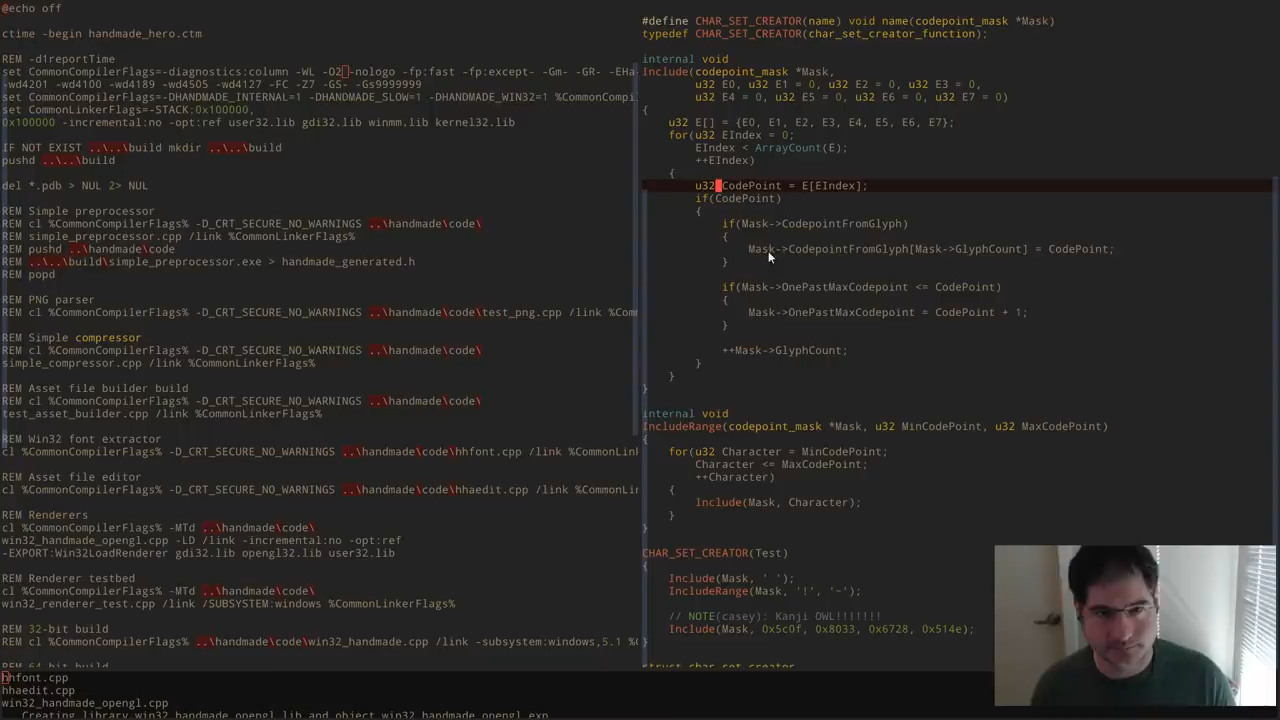 @echo off
ctime -begin handmade_hero.ctm
REM -d1reportTime
set CommonCompilerFlags=-diagnostics:column -WL -O2 -nologo -fp:fast -fp:except- -Gm- -GR- -EHa
-wd4201 -wd4100 -wd4189 -wd4505 -wd4127 -FC -Z7 -GS- -Gs9999999
set CommonCompilerFlags=-DHANDMADE_INTERNAL=1 -DHANDMADE_SLOW=1 -DHANDMADE_WIN32=1 %CommonCompil
set CommonLinkerFlags=-STACK:0x100000,
0x100000 -incremental:no -opt:ref user32.lib gdi32.lib winmm.lib kernel32.lib
IF NOT EXIST ..\..\build mkdir ..\..\build
pushd ..\..\build
del *.pdb > NUL 2> NUL
REM Simple preprocessor
REM cl %CommonCompilerFlags% -D_CRT_SECURE_NO_WARNINGS ..\handmade\code\
REM simple_preprocessor.cpp /link %CommonLinkerFlags%
REM pushd ..\handmade\code
REM ..\..\build\simple_preprocessor.exe > handmade_generated.h
REM popd
REM PNG parser
REM cl %CommonCompilerFlags% -D_CRT_SECURE_NO_WARNINGS ..\handmade\code\test_png.cpp /link %Com
REM Simple compressor
REM cl %CommonCompilerFlags% -D_CRT_SECURE_NO_WARNINGS ..\handmade\code\
simple_compressor.cpp /link %CommonLinkerFlags%
REM Asset file builder build
REM cl %CommonCompilerFlags% -D_CRT_SECURE_NO_WARNINGS ..\handmade\code\
test_asset_builder.cpp /link %CommonLinkerFlags%
REM Win32 font extractor
cl %CommonCompilerFlags% -D_CRT_SECURE_NO_WARNINGS ..\handmade\code\hhfont.cpp /link %CommonLin
REM Asset file editor
cl %CommonCompilerFlags% -D_CRT_SECURE_NO_WARNINGS ..\handmade\code\hhaedit.cpp /link %CommonLi
REM Renderers
cl %CommonCompilerFlags% -MTd ..\handmade\code\
win32_handmade_opengl.cpp -LD /link -incremental:no -opt:ref
-EXPORT:Win32LoadRenderer gdi32.lib opengl32.lib user32.lib
REM Renderer testbed
cl %CommonCompilerFlags% -MTd ..\handmade\code\
win32_renderer_test.cpp /link /SUBSYSTEM:windows %CommonLinkerFlags%
REM 32-bit build
REM cl %CommonCompilerFlags% ..\handmade\code\win32_handmade.cpp /link -subsystem:windows,5.1 %C
REM 64-bit build
hhfont.cpp
hhaedit.cpp
win32_handmade_opengl.cpp
Creating library win32_handmade_opengl.lib and object win32_handmade_opengl.exp
#define CHAR_SET_CREATOR(name) void name(codepoint_mask *Mask)
typedef CHAR_SET_CREATOR(char_set_creator_function);
internal void
Include(codepoint_mask *Mask,
u32 E0, u32 E1 = 0, u32 E2 = 0, u32 E3 = 0,
u32 E4 = 0, u32 E5 = 0, u32 E6 = 0, u32 E7 = 0)
{
u32 E[] = {E0, E1, E2, E3, E4, E5, E6, E7};
for(u32 EIndex = 0;
EIndex < ArrayCount(E);
++EIndex)
{
u32 CodePoint = E[EIndex];
if(CodePoint)
{
if(Mask->CodepointFromGlyph)
{
Mask->CodepointFromGlyph[Mask->GlyphCount] = CodePoint;
}
if(Mask->OnePastMaxCodepoint <= CodePoint)
{
Mask->OnePastMaxCodepoint = CodePoint + 1;
}
++Mask->GlyphCount;
}
}
}
internal void
IncludeRange(codepoint_mask *Mask, u32 MinCodePoint, u32 MaxCodePoint)
{
for(u32 Character = MinCodePoint;
Character <= MaxCodePoint;
++Character)
{
Include(Mask, Character);
}
}
CHAR_SET_CREATOR(Test)
{
Include(Mask, ' ');
IncludeRange(Mask, '!', '~');
// NOTE(casey): Kanji OWL!!!!!!!
Include(Mask, 0x5c0f, 0x8033, 0x6728, 0x514e);
}
struct char_set_creator